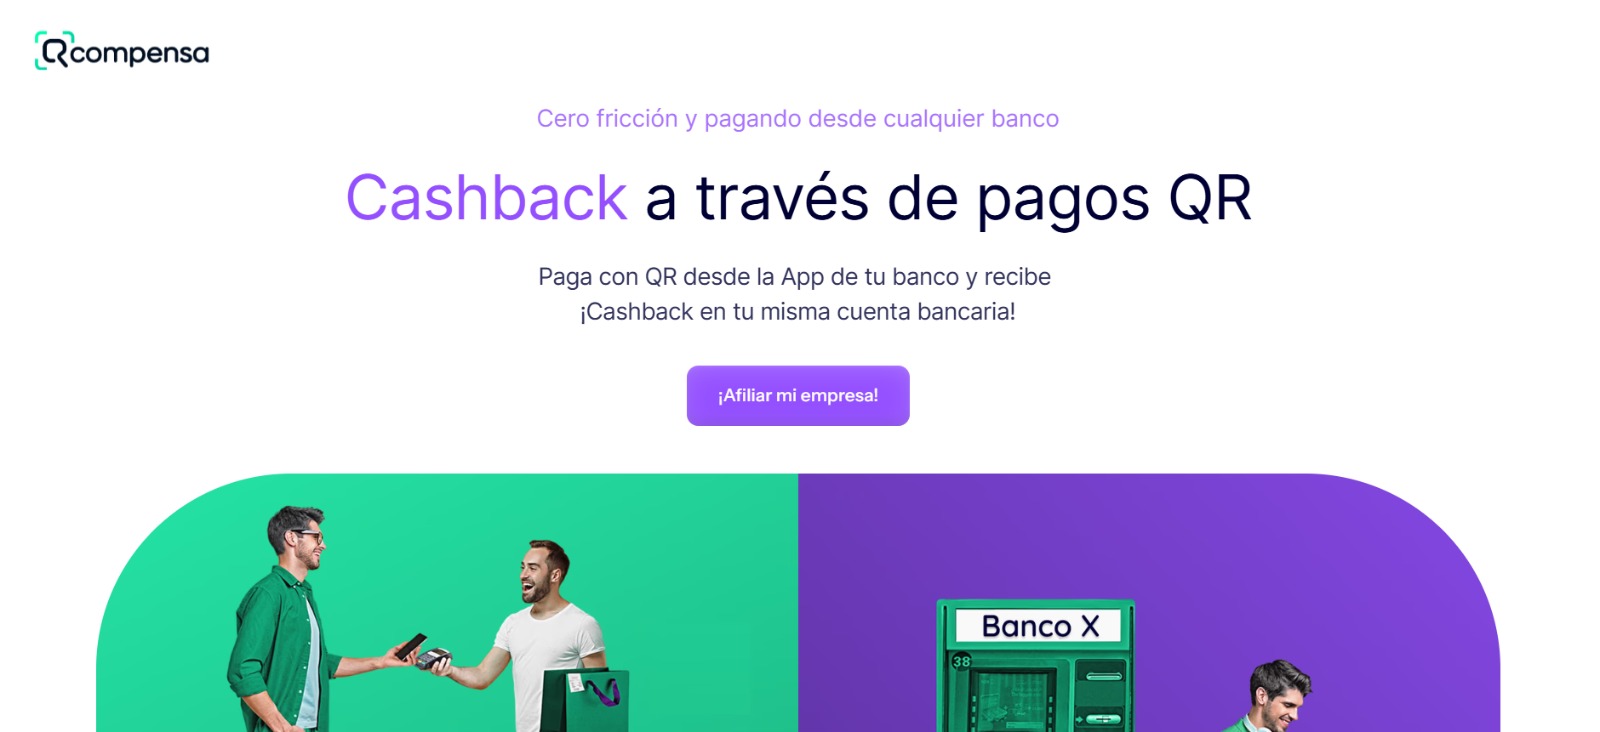 QRcompensa
Cero fricción y pagando desde cualquier banco
Cashback a través de pagos QR
Paga con QR desde la App de tu banco y recibe
¡Cashback en tu misma cuenta bancaria!
¡Afiliar mi empresa!
Banco X
38